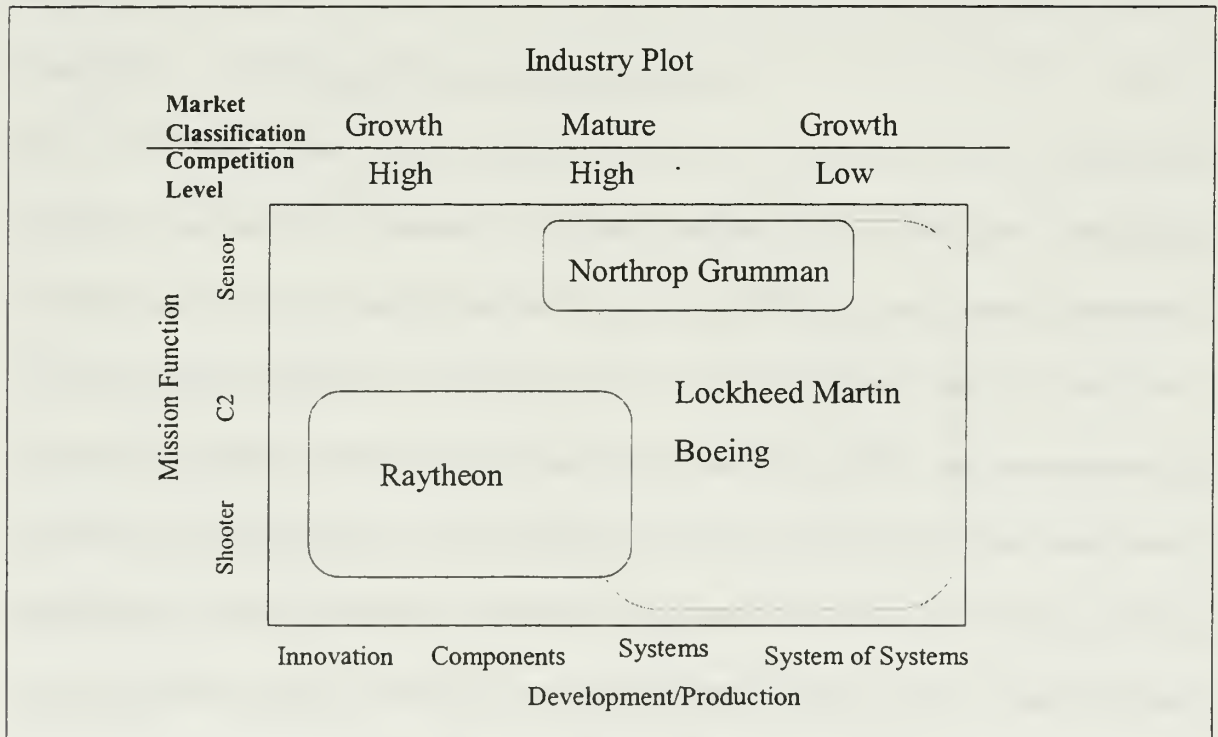 Industry Plot
Market
Classification Growth Mature Growth
Competition
Level High High Low
Sensor
Northrop Grumman
Mission Function
C2
Lockheed Martin
Boeing
Raytheon
Shooter
Innovation Components Systems System of Systems
Development/Production